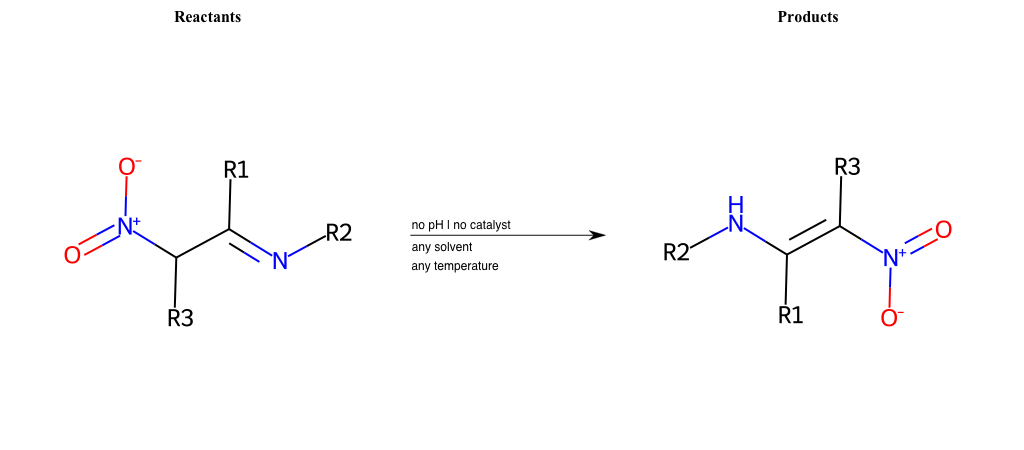 Reactants
Products
O-
R1
R3
N+
R2
O
N
R3
no pH | no catalyst
any solvent
any temperature
H
N
R2
O
N+
R1
O-